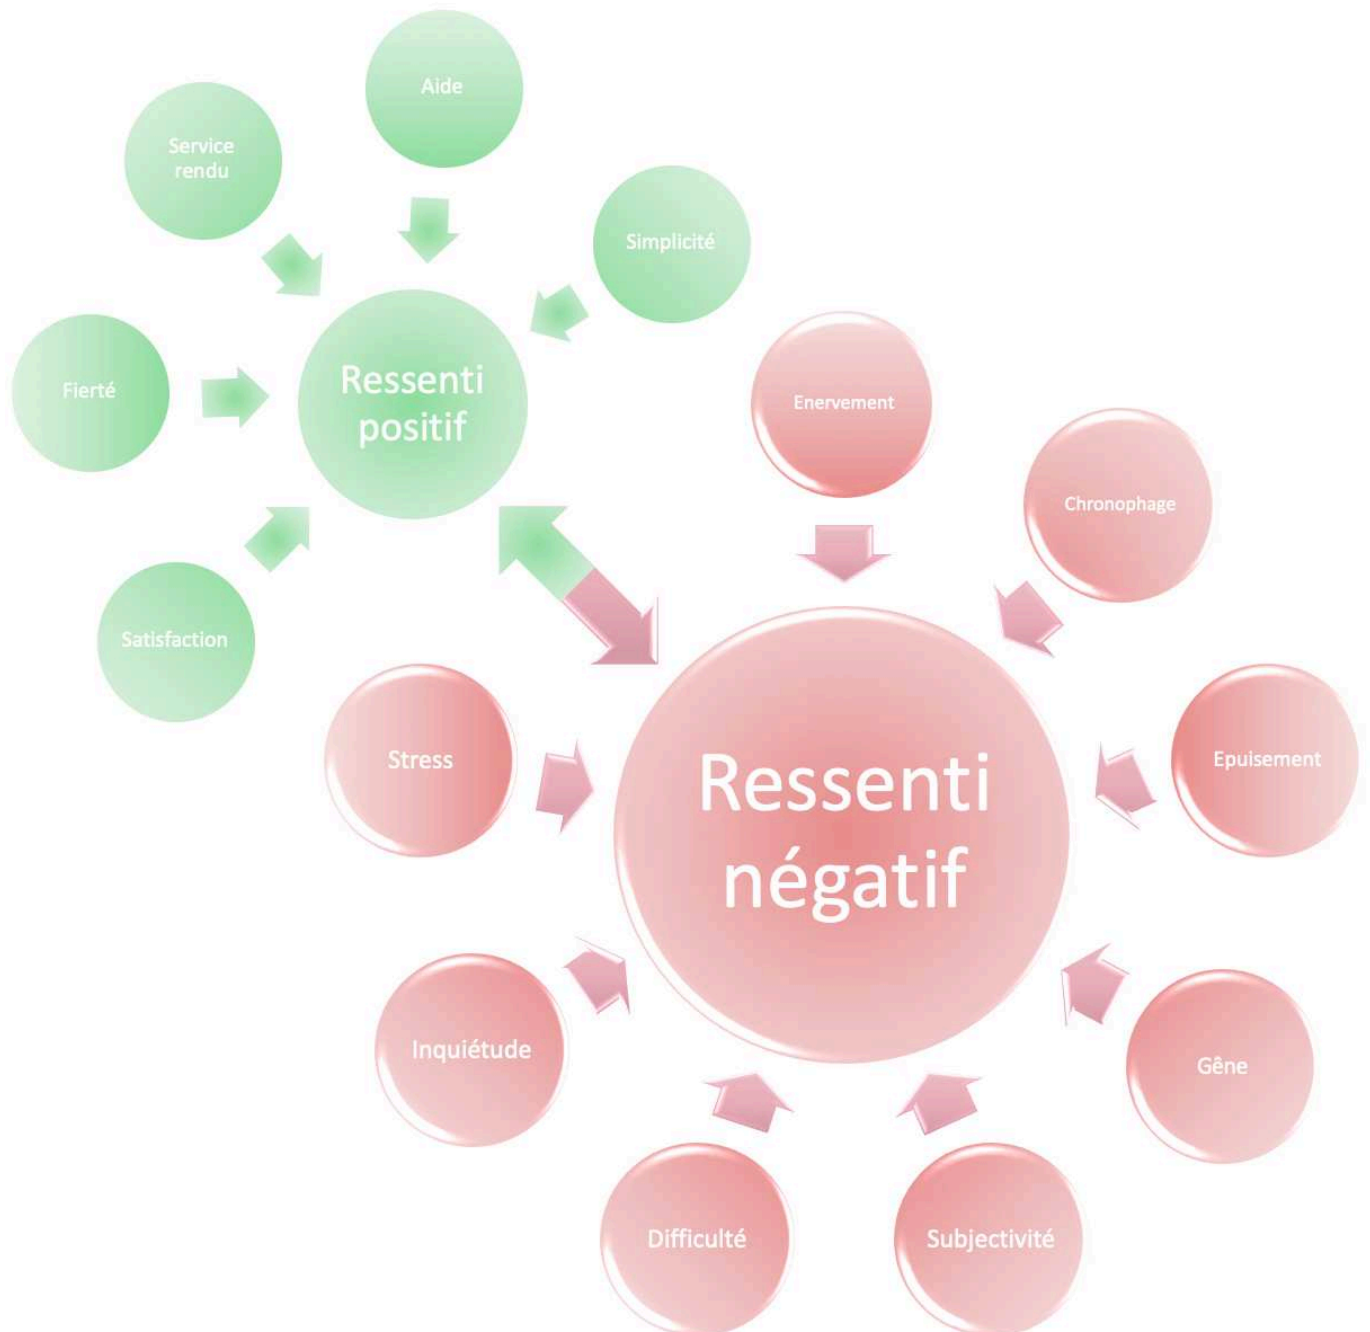 Aide
Service
rendu
Simplicité
Fierté
Ressenti
positif
Satisfaction
Enervement
Chronophage
Stress
Epuisement
Ressenti
négatif
Inquiétude
Gêne
Difficulté
Subjectivité